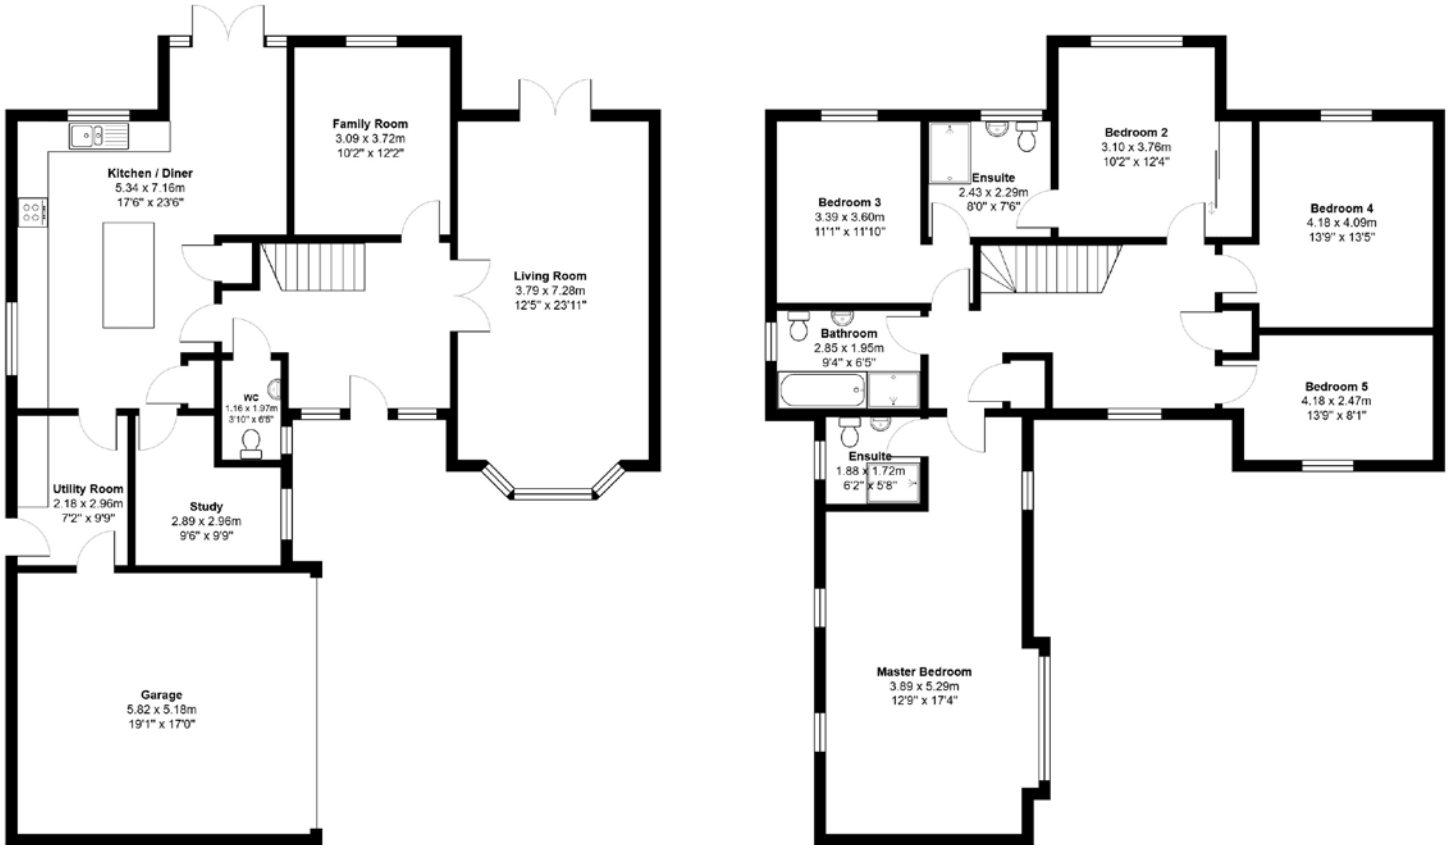 Kitchen / Diner
5.34 x 7.16m
17'6" x 23'6"
Family Room
3.09 x 3.72m
10'2" x 12'2"
Living Room
3.79 x 7.28m
12'5" x 23'11"
WC
1.16 x 1.97m
3'10" x 6'5"
Utility Room
2.18 x 2.96m
7'2" x 9'9"
Study
2.89 x 2.96m
9'6" x 9'9"
Garage
5.82 x 5.18m
19'1" x 17'0"
Bedroom 2
3.10 x 3.76m
10'2" x 12'4"
Ensuite
2.43 x 2.29m
8'0" x 7'6"
Bedroom 3
3.39 x 3.60m
11'1" x 11'10"
Bedroom 4
4.18 x 4.09m
13'9" x 13'5"
Bathroom
2.85 x 1.95m
9'4" x 6'5"
Bedroom 5
4.18 x 2.47m
13'9" x 8'1"
Ensuite
1.88 x 1.72m
6'2" x 5'8"
Master Bedroom
3.89 x 5.29m
12'9" x 17'4"